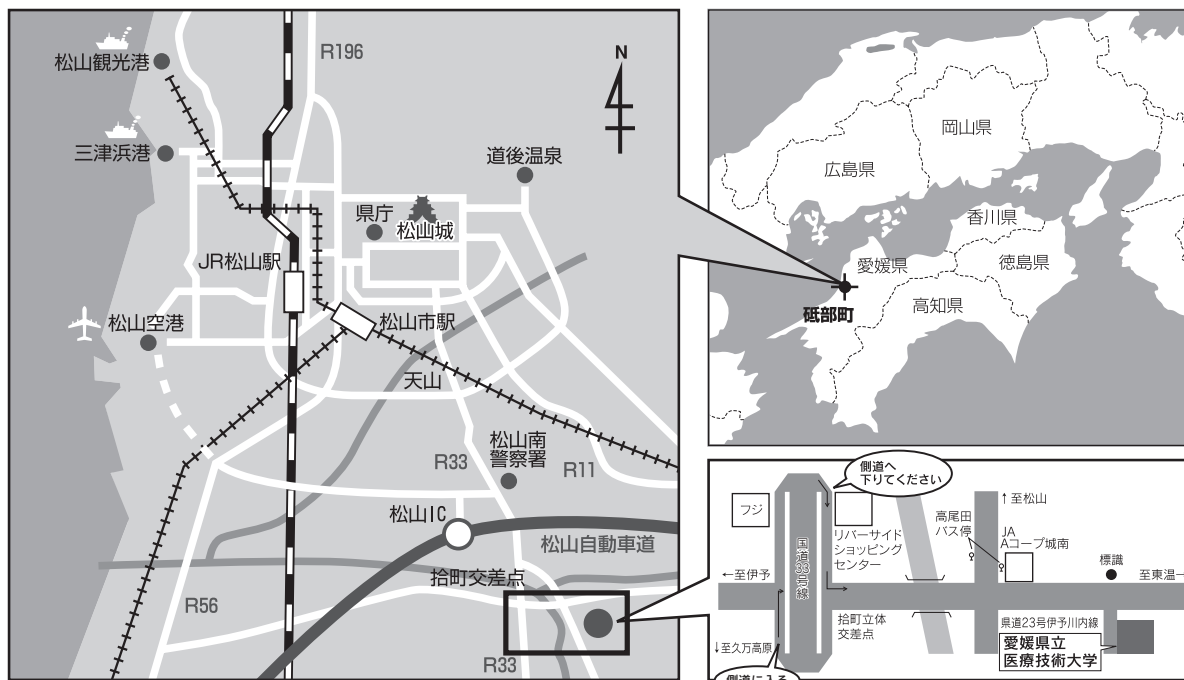 R196
松山観光港
N
三津浜港
道後温泉
県庁
松山城
JR松山駅
松山市駅
松山空港
天山
松山南
警察署
R33
R11
松山IC
松山自動車道
拾町交差点
R56
R33
岡山県
広島県
香川県
愛媛県
徳島県
高知県
砥部町
側道へ
下りてください
フジ
国道33号線
リバーサイド
ショッピング
センター
高尾田
バス停
↑至松山
JA
Aコープ城南
標識
←至伊予
至東温→
拾町立体
交差点
県道23号伊予川内線
↓至久万高原
愛媛県立
医療技術大学
側道に入る